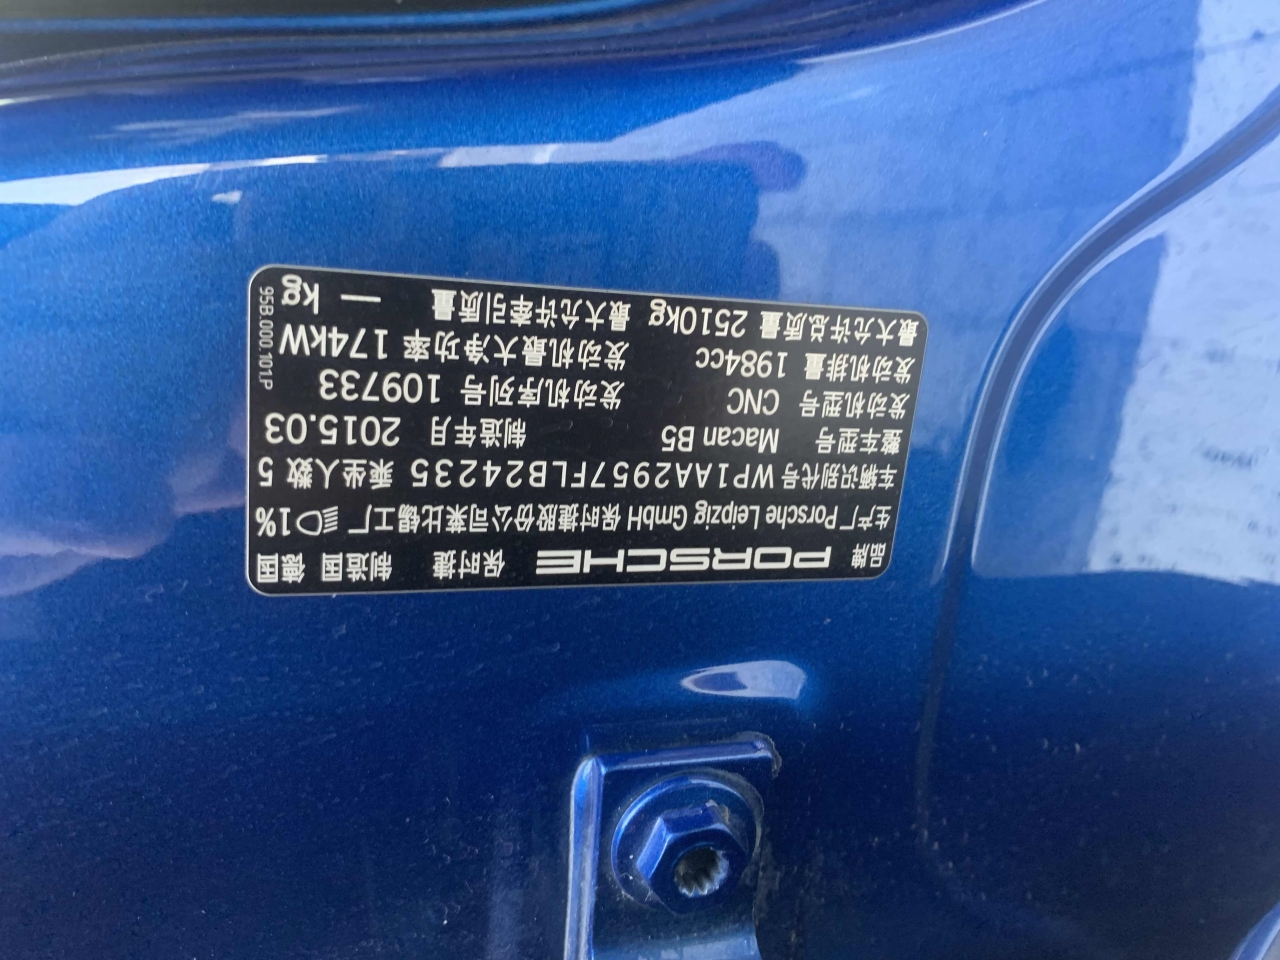 品牌 PORSCHE 保时捷 制造国 德国
生产厂 Porsche Leipzig GmbH 保时捷股份公司莱比锡工厂 1%
车辆识别代号 WP1AA2957FLB24235 乘坐人数 5
整车型号 Macan B5 制造年月 2015.03
发动机型号 CNC 发动机序列号 109733
发动机排量 1984cc 发动机最大净功率 174kW
最大允许总质量 2510kg 最大允许牵引质量 — kg
95B.000.101.P